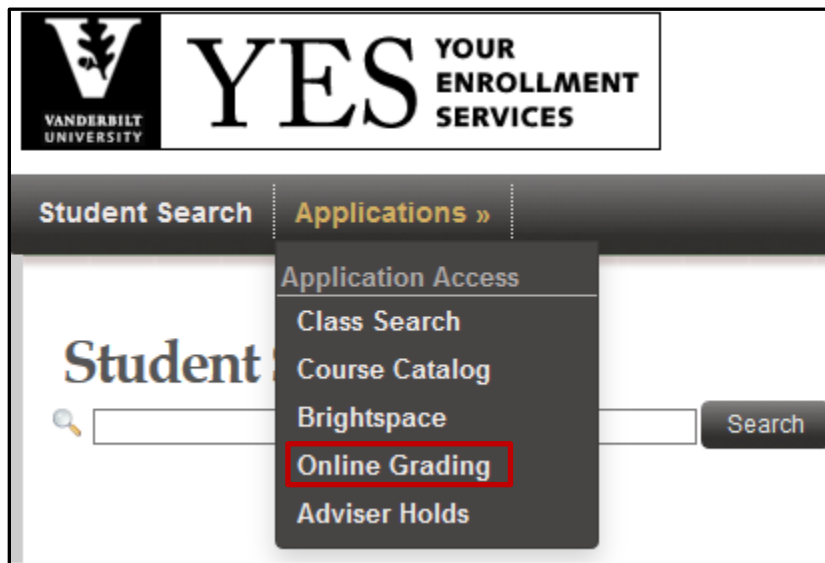 VANDERBILT
UNIVERSITY
YES
YOUR
ENROLLMENT
SERVICES
Student Search
Applications »
Application Access
Class Search
Course Catalog
Brightspace
Online Grading
Adviser Holds
Student
Search